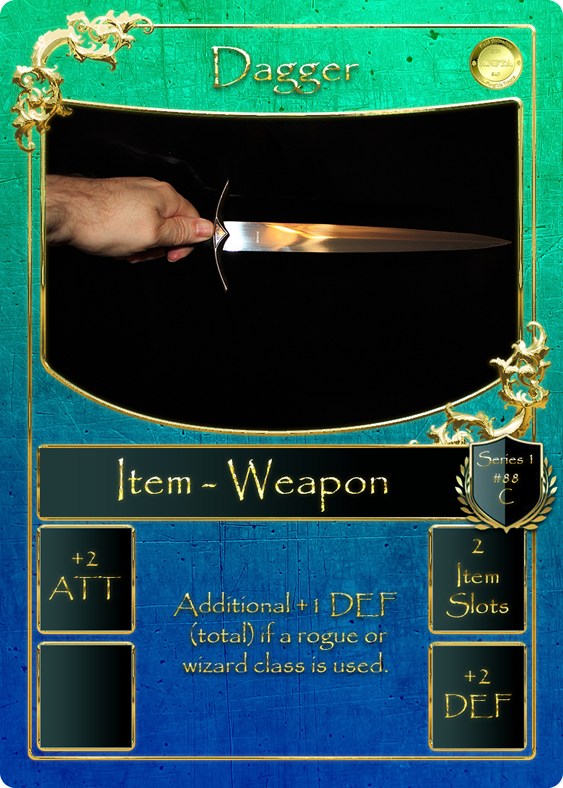 Dagger
Item - Weapon
Series 1
#88
C
+2
ATT
2
Item
Slots
Additional +1 DEF
(total) if a rogue or
wizard class is used.
+2
DEF